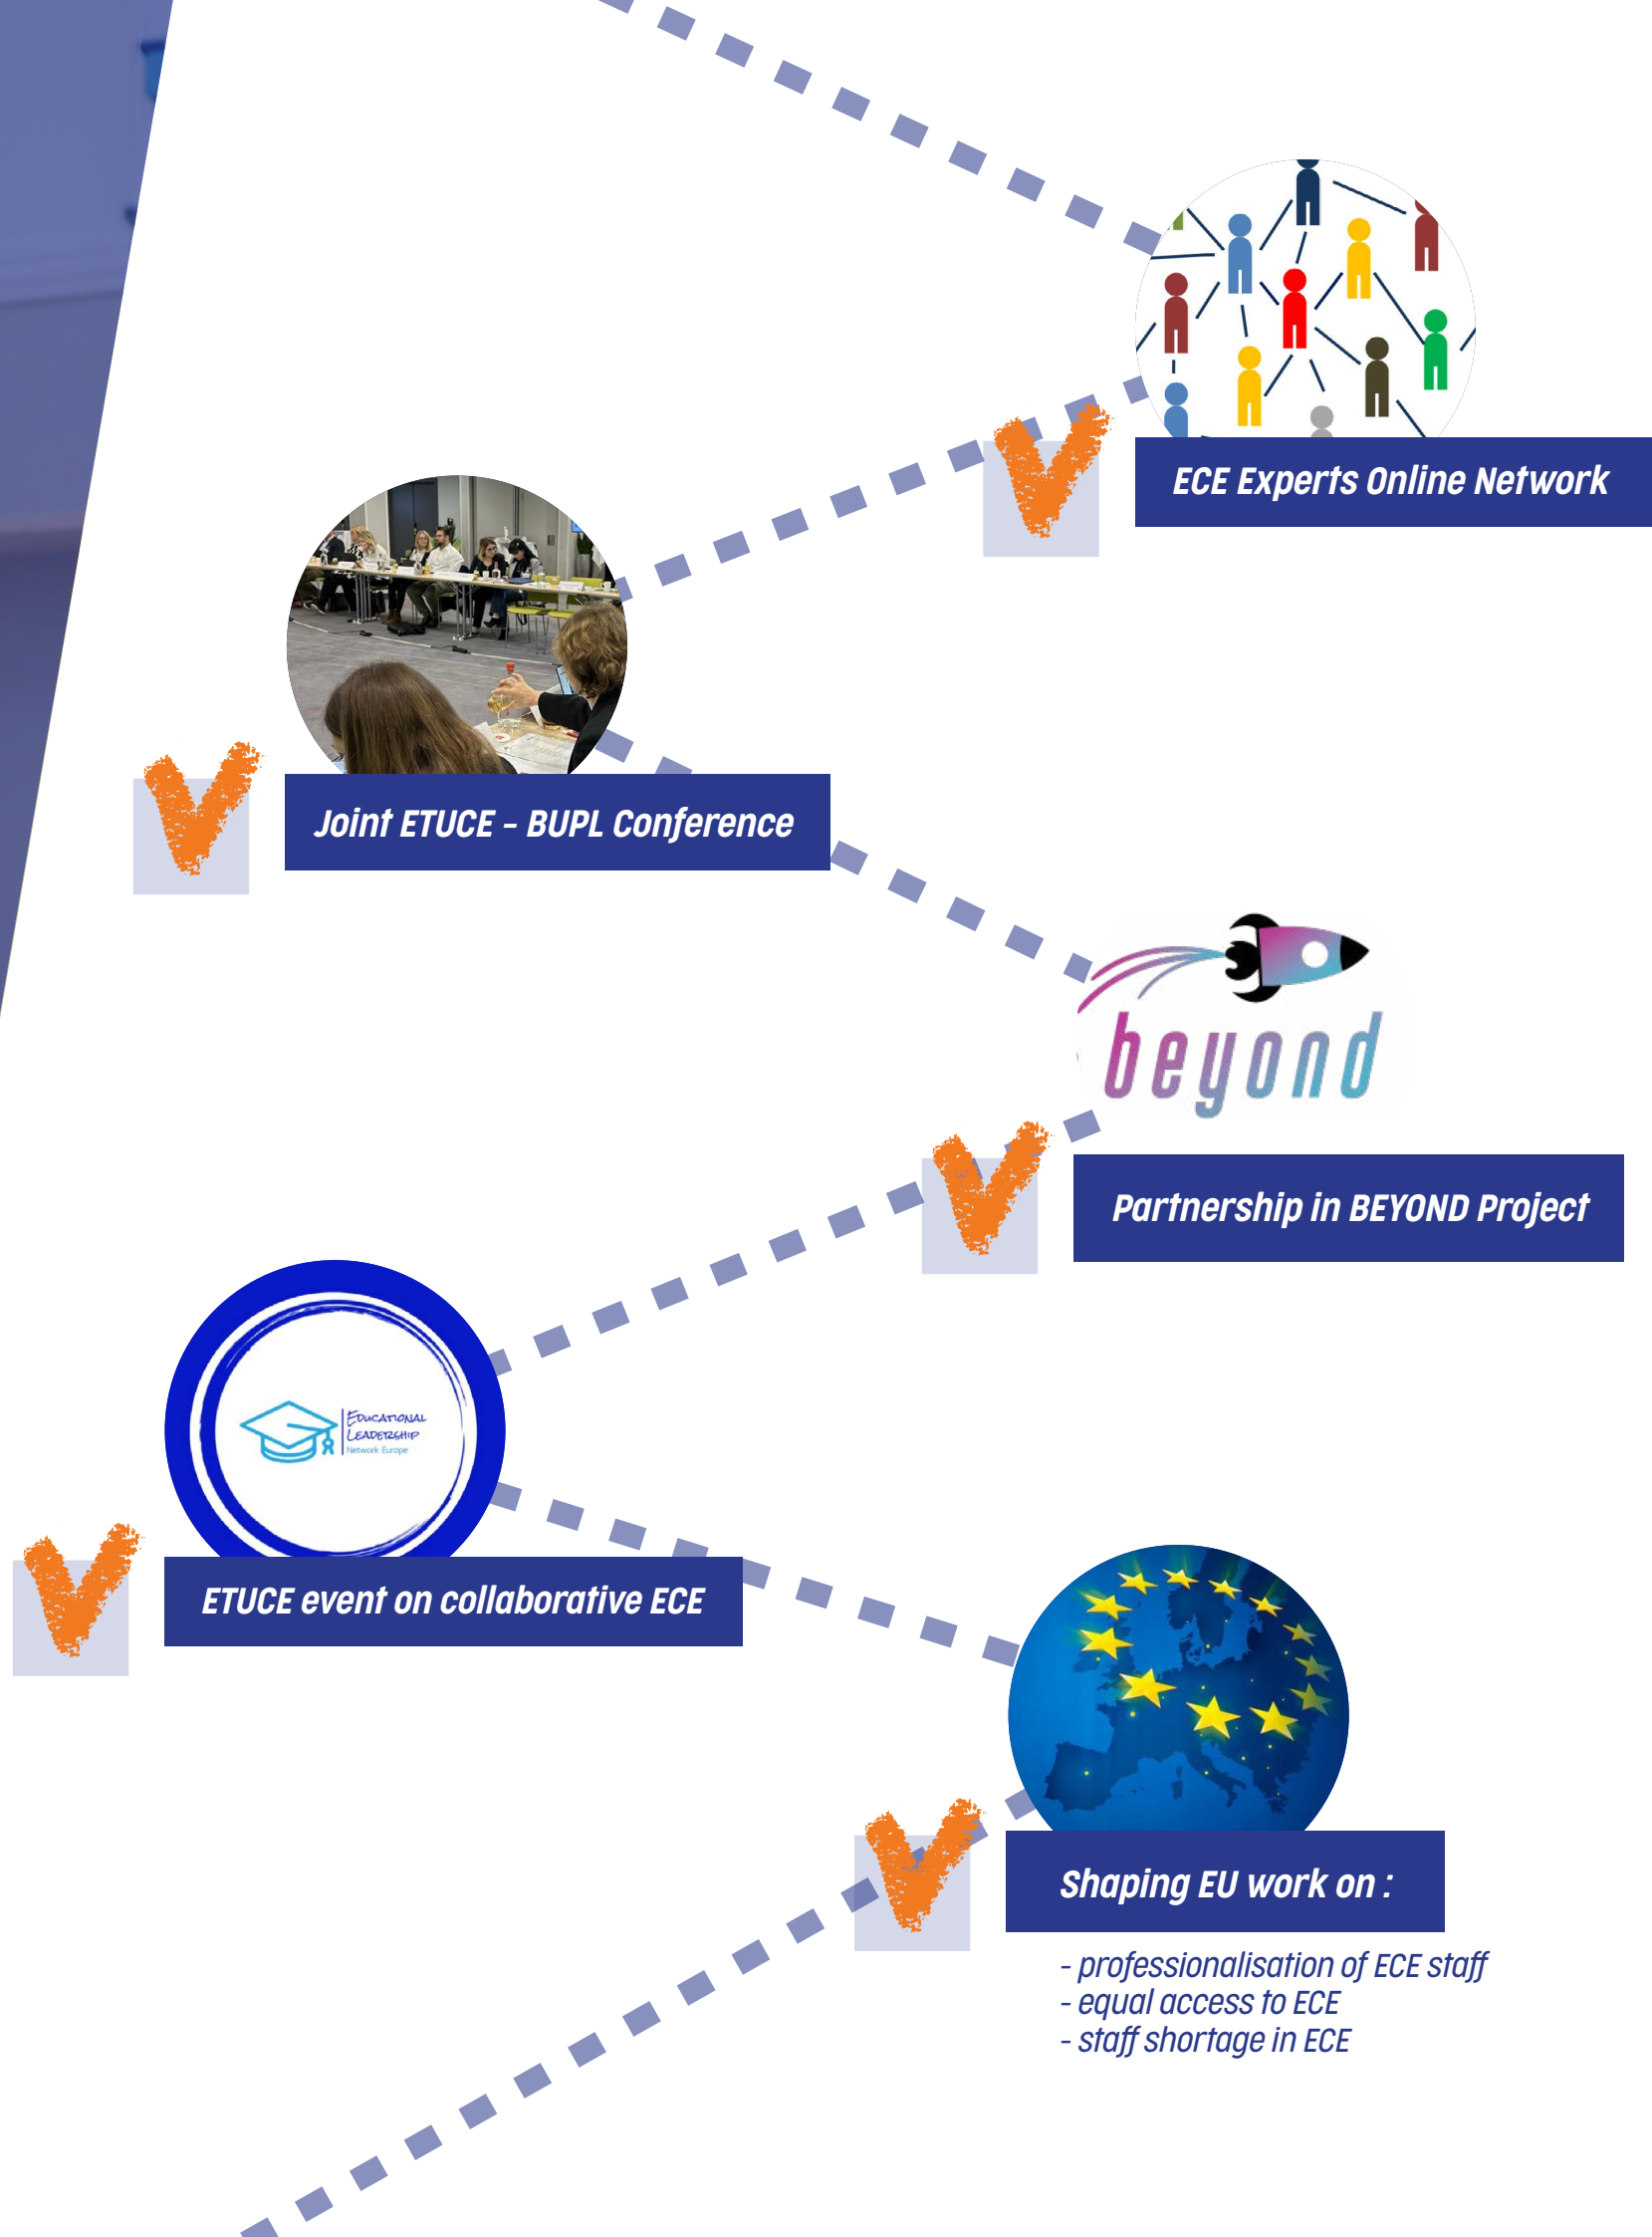 ECE Experts Online Network
Joint ETUCE - BUPL Conference
beyond
Partnership in BEYOND Project
EDUCATIONAL
LEADERSHIP
Network Europe
ETUCE event on collaborative ECE
Shaping EU work on :
- professionalisation of ECE staff
- equal access to ECE
- staff shortage in ECE